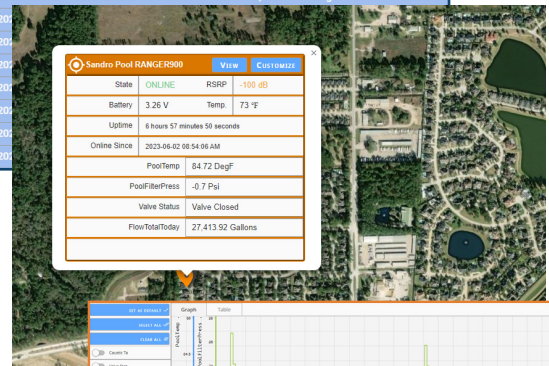 Sandro Pool RANGER900 VIEW CUSTOMIZE
State ONLINE RSRP -100 dB
Battery 3.26 V Temp. 73 °F
Uptime 6 hours 57 minutes 50 seconds
Online Since 2023-06-02 08:54:06 AM
PoolTemp 84.72 DegF
PoolFilterPress -0.7 Psi
Valve Status Valve Closed
FlowTotalToday 27,413.92 Gallons
SET AS DEFAULT Graph Table
SELECT ALL
CLEAR ALL
PoolTemp
PoolFilterPress